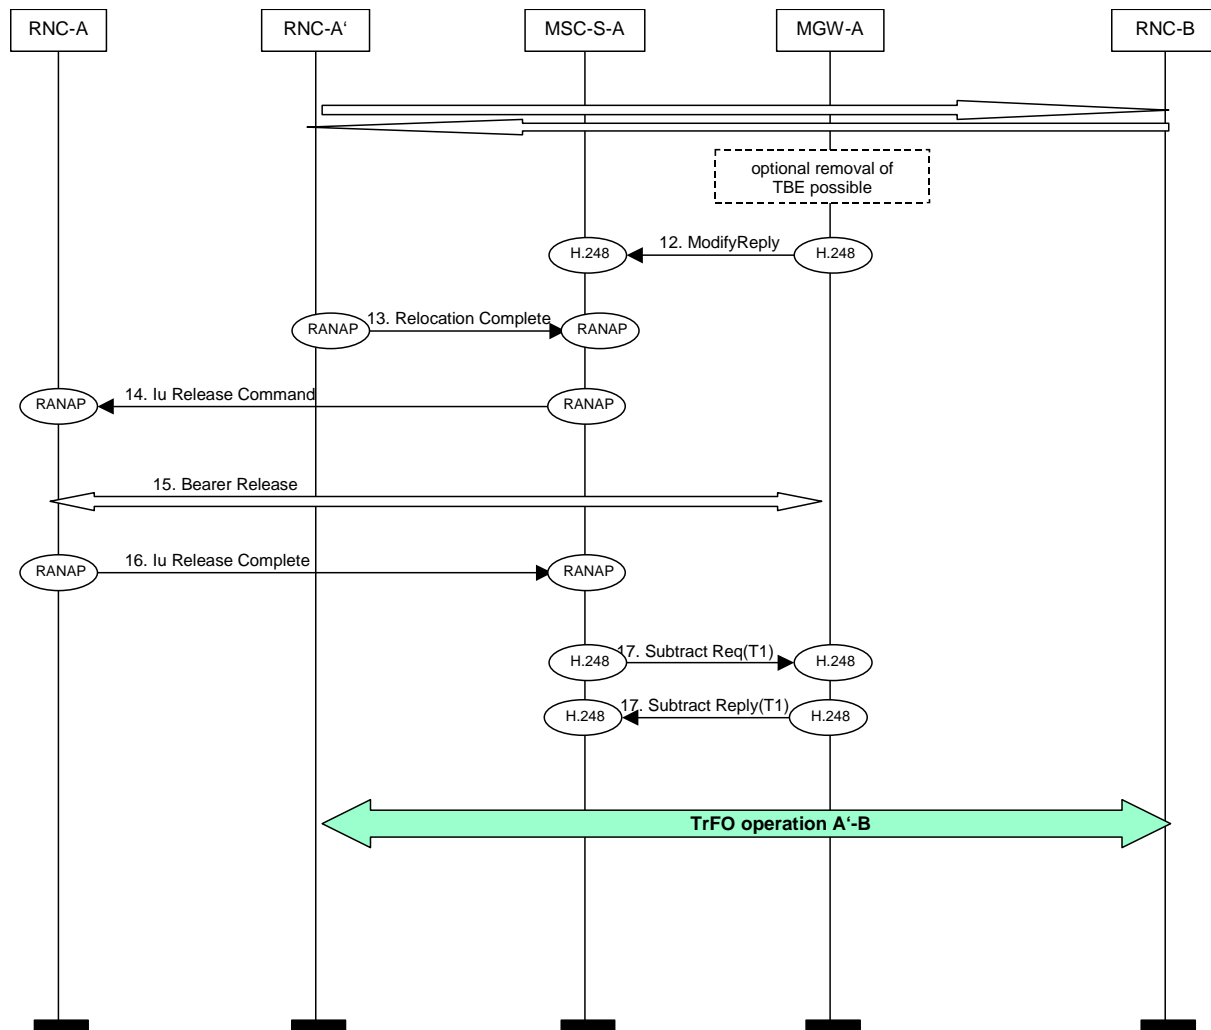 RNC-A
RNC-A‘
MSC-S-A
MGW-A
RNC-B
optional removal of
TBE possible
H.248
12. ModifyReply
H.248
RANAP
13. Relocation Complete
RANAP
RANAP
14. Iu Release Command
RANAP
15. Bearer Release
RANAP
16. Iu Release Complete
RANAP
H.248
17. Subtract Req(T1)
H.248
H.248
17. Subtract Reply(T1)
H.248
TrFO operation A‘-B